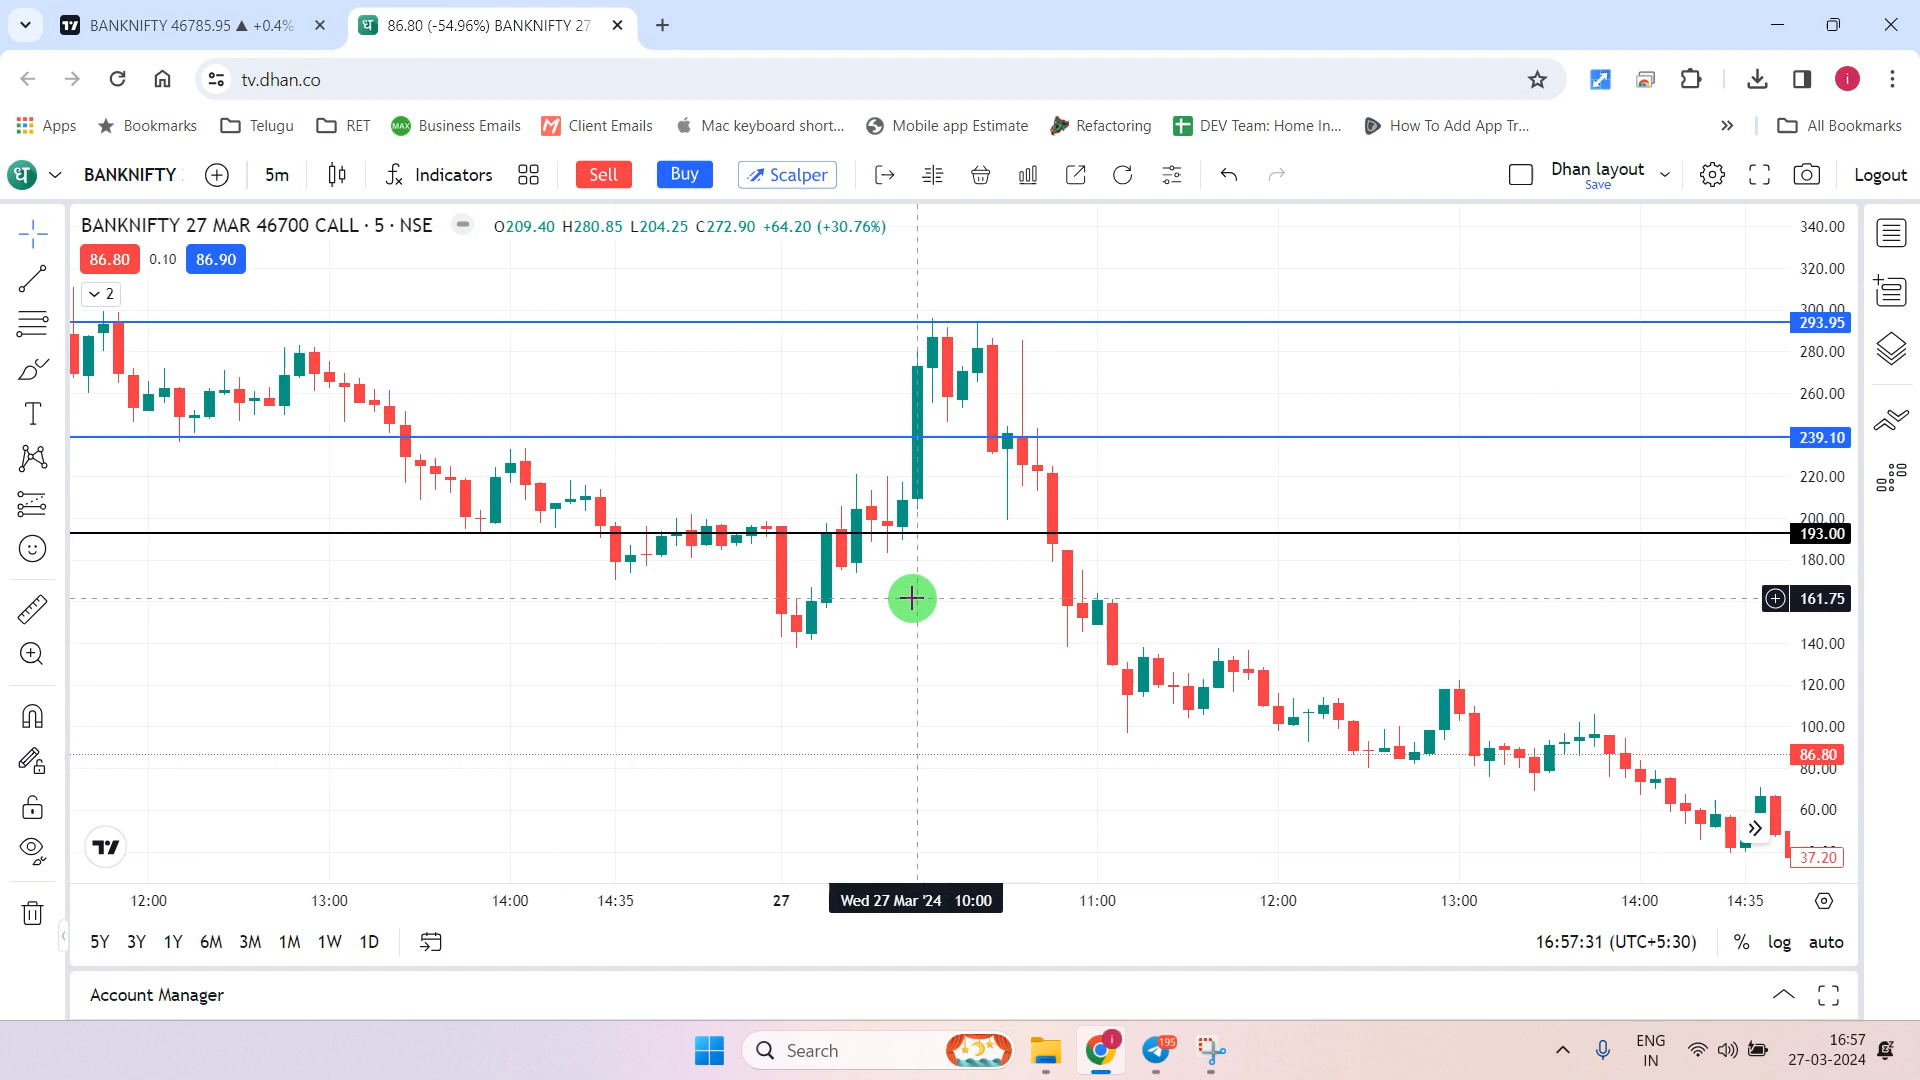 BANKNIFTY 46785.95 ▲ +0.4%
86.80 (-54.96%) BANKNIFTY 27
tv.dhan.co
i
Apps
Bookmarks
Telugu
RET
MAX
Business Emails
Client Emails
Mac keyboard short...
Mobile app Estimate
Refactoring
DEV Team: Home In...
How To Add App Tr...
All Bookmarks
ध
BANKNIFTY
5m
Indicators
Sell
Buy
Scalper
Dhan layout
Save
Logout
BANKNIFTY 27 MAR 46700 CALL · 5 · NSE
O209.40 H280.85 L204.25 C272.90 +64.20 (+30.76%)
86.80
0.10
86.90
2
340.00
320.00
300.00
293.95
280.00
260.00
239.10
220.00
200.00
193.00
180.00
161.75
140.00
120.00
100.00
86.80
80.00
60.00
37.20
12:00
13:00
14:00
14:35
27
Wed 27 Mar '24 10:00
11:00
12:00
13:00
14:00
14:35
5Y 3Y 1Y 6M 3M 1M 1W 1D
16:57:31 (UTC+5:30)
% log auto
Account Manager
Search
195
ENG
IN
16:57
27-03-2024